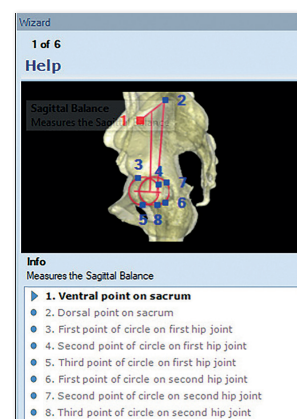 Wizard
1 of 6
Help
Sagittal Balance
Measures the Sagittal Balance
2
1
3
4
7
6
5 8
Info
Measures the Sagittal Balance
1. Ventral point on sacrum
2. Dorsal point on sacrum
3. First point of circle on first hip joint
4. Second point of circle on first hip joint
5. Third point of circle on first hip joint
6. First point of circle on second hip joint
7. Second point of circle on second hip joint
8. Third point of circle on second hip joint